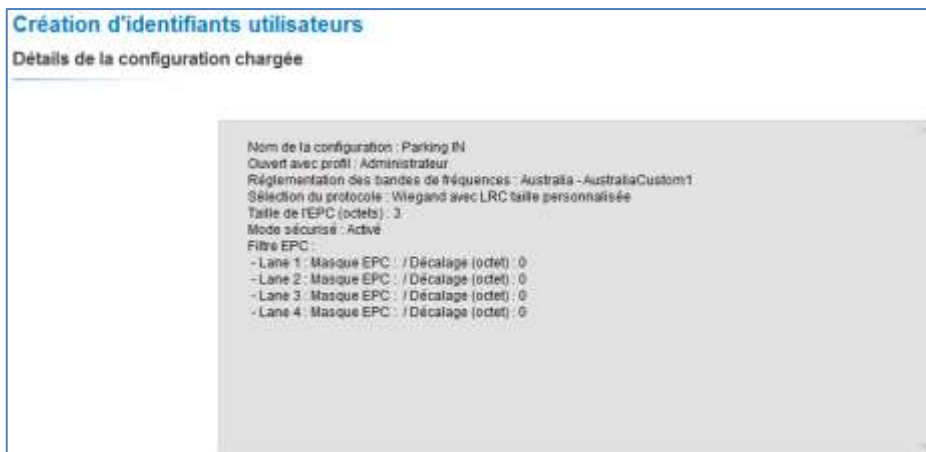 Création d'identifiants utilisateurs
Détails de la configuration chargée
Nom de la configuration : Parking IN
Ouvert avec profil : Administrateur
Réglementation des bandes de fréquences : Australia - AustraliaCustom1
Sélection du protocole : Wiegand avec LRC taille personnalisée
Taille de l'EPC (octets) : 3
Mode sécurisé : Activé
Filtre EPC :
- Lane 1 : Masque EPC : / Décalage (octet) : 0
- Lane 2 : Masque EPC : / Décalage (octet) : 0
- Lane 3 : Masque EPC : / Décalage (octet) : 0
- Lane 4 : Masque EPC : / Décalage (octet) : 0